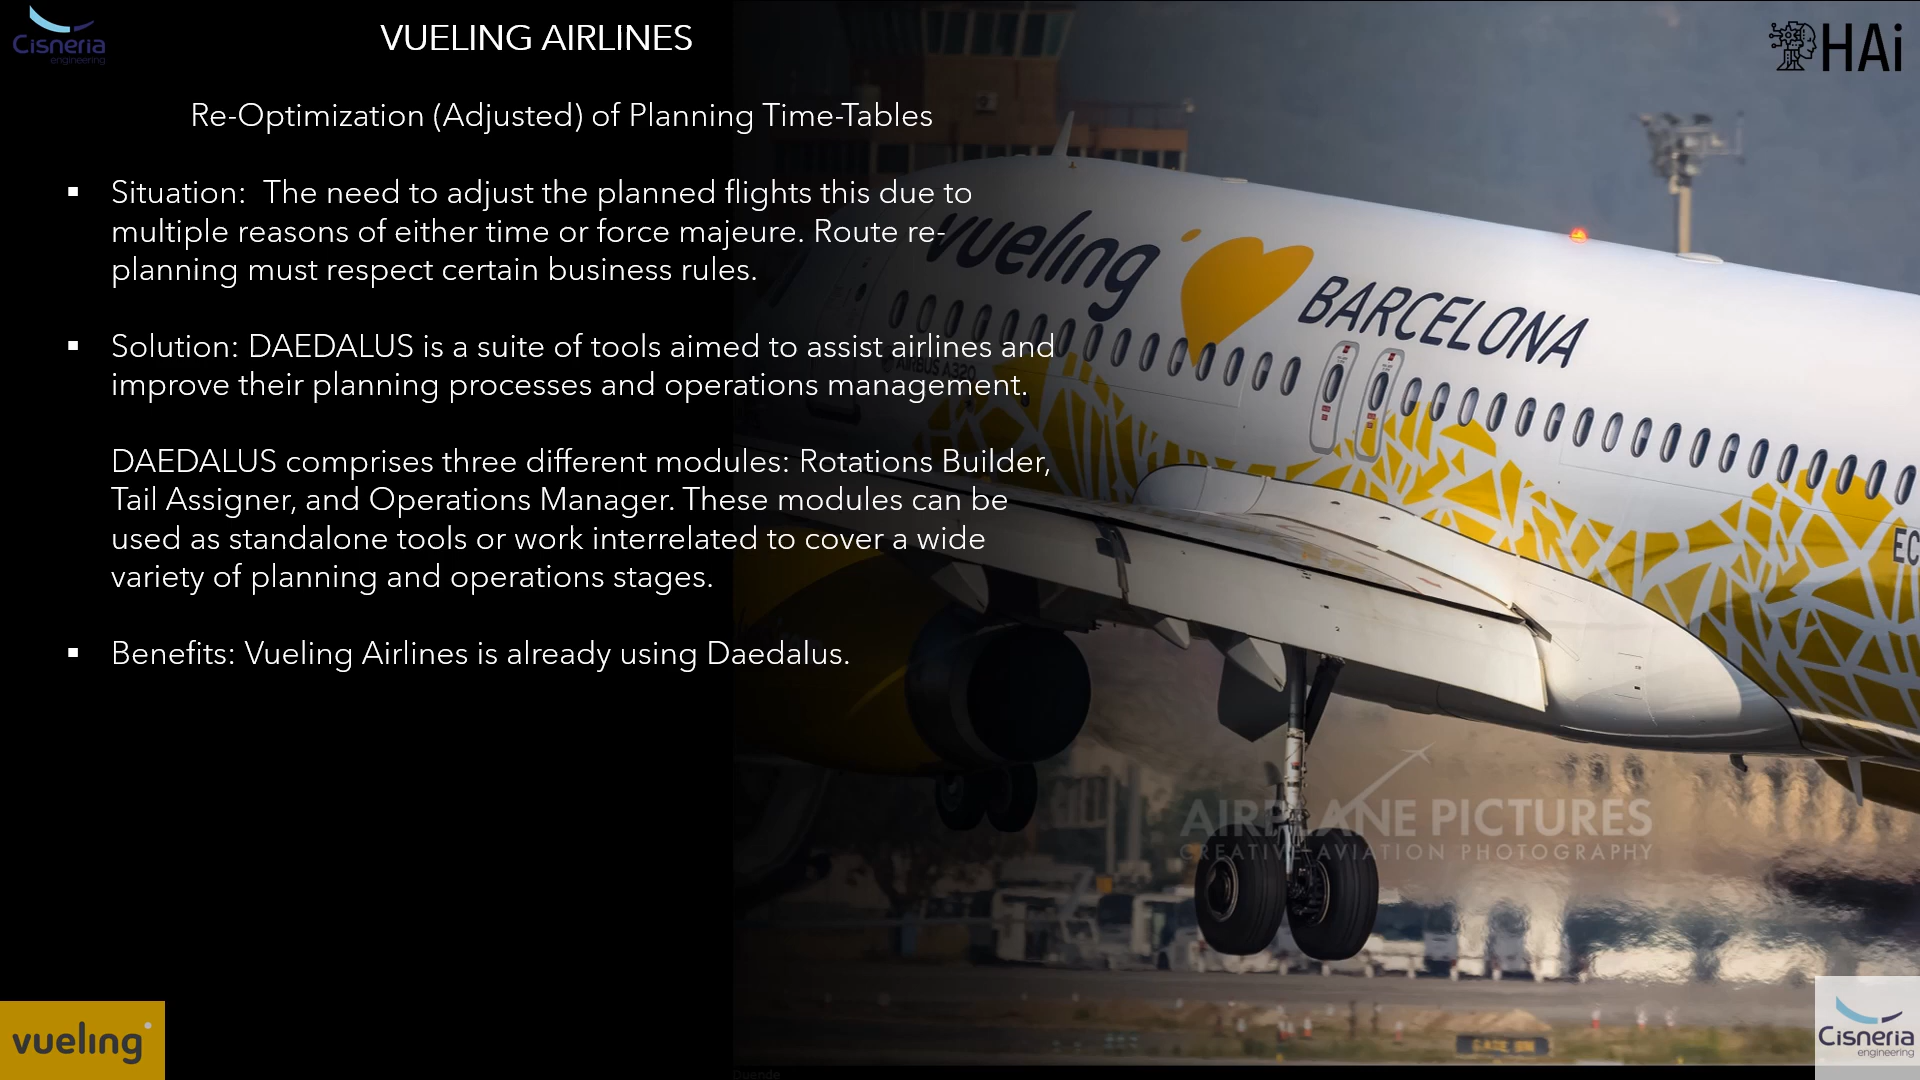 Cisneria
engineering
VUELING AIRLINES
HAi
Re-Optimization (Adjusted) of Planning Time-Tables
▪ Situation:  The need to adjust the planned flights this due to
multiple reasons of either time or force majeure. Route re-
planning must respect certain business rules.
▪ Solution: DAEDALUS is a suite of tools aimed to assist airlines and
improve their planning processes and operations management.
DAEDALUS comprises three different modules: Rotations Builder,
Tail Assigner, and Operations Manager. These modules can be
used as standalone tools or work interrelated to cover a wide
variety of planning and operations stages.
▪ Benefits: Vueling Airlines is already using Daedalus.
vueling
BARCELONA
AIRBUS A320
EC
AIRPLANE PICTURES
CREATIVE AVIATION PHOTOGRAPHY
vueling
Cisneria
engineering